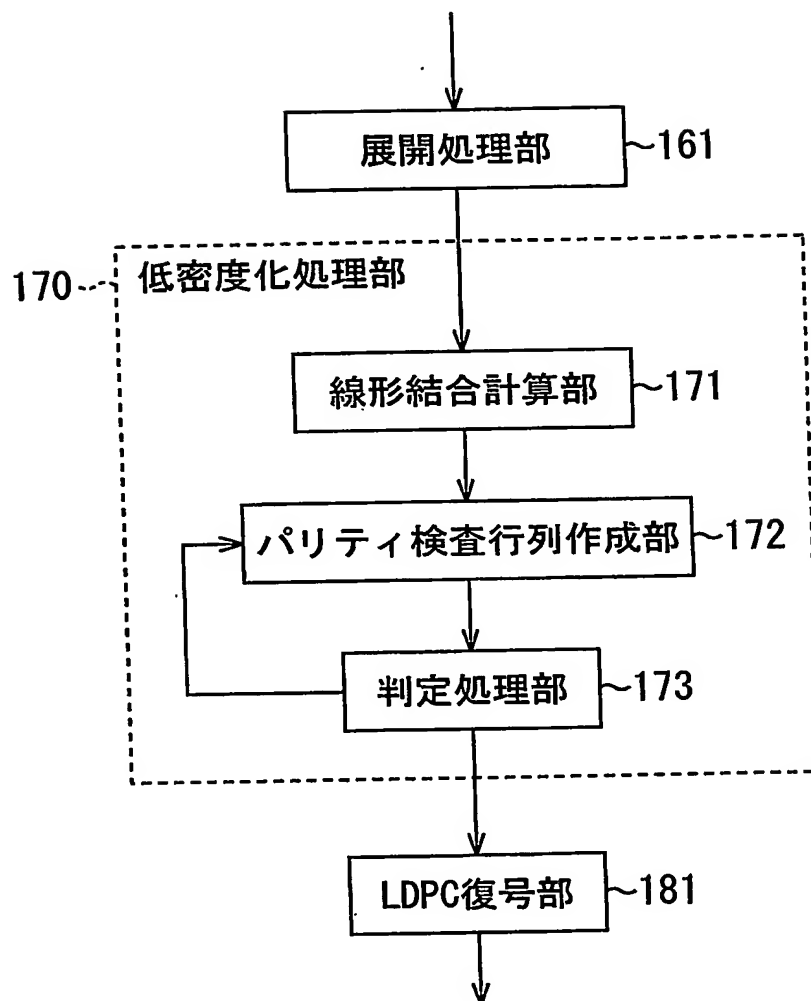 展開処理部 ~161
170 低密度化処理部
線形結合計算部 ~171
パリティ検査行列作成部 ~172
判定処理部 ~173
LDPC復号部 ~181